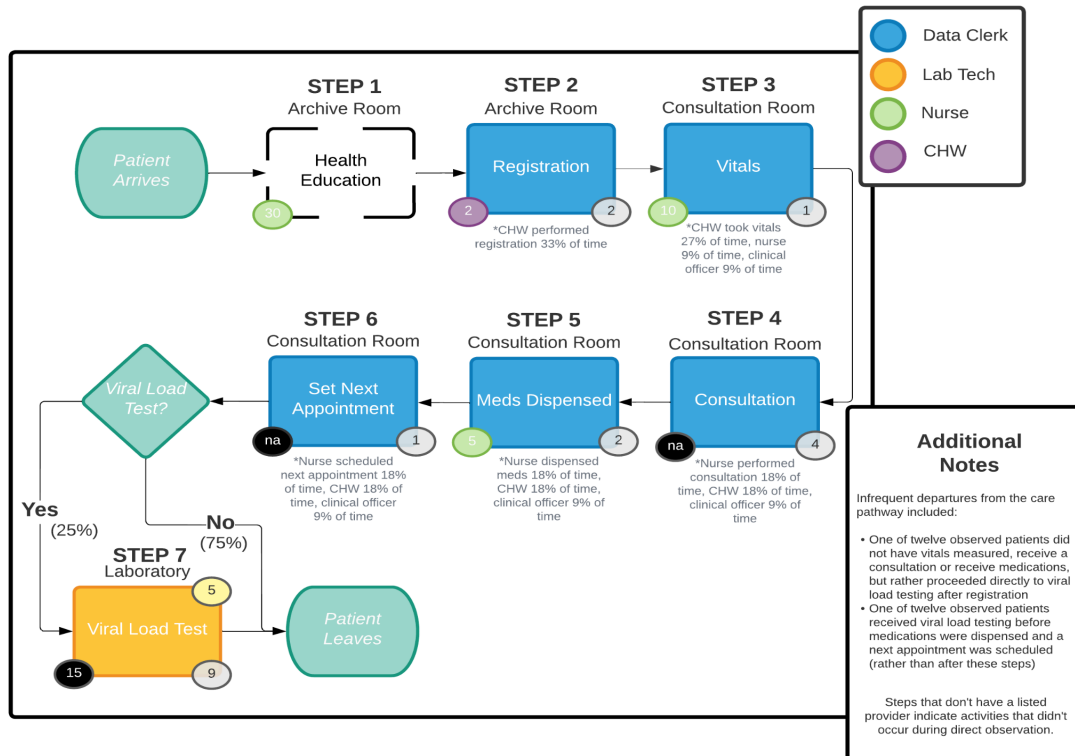 Data Clerk
Lab Tech
Nurse
CHW
STEP 1
Archive Room
STEP 2
Archive Room
STEP 3
Consultation Room
Patient
Arrives
Health
Education
30
Registration
2
2
*CHW performed
registration 33% of time
Vitals
10
1
*CHW took vitals
27% of time, nurse
9% of time, clinical
officer 9% of time
STEP 6
Consultation Room
STEP 5
Consultation Room
STEP 4
Consultation Room
Viral Load
Test?
Set Next
Appointment
na
1
*Nurse scheduled
next appointment 18%
of time, CHW 18% of
time, clinical officer
9% of time
Meds Dispensed
5
2
*Nurse dispensed
meds 18% of time,
CHW 18% of time,
clinical officer 9% of
time
Consultation
na
4
*Nurse performed
consultation 18% of
time, CHW 18% of time,
clinical officer 9% of
time
Yes
(25%)
No
(75%)
STEP 7
Laboratory
5
Viral Load Test
15
9
Patient
Leaves
Additional
Notes
Infrequent departures from the care
pathway included:
• One of twelve observed patients did
not have vitals measured, receive a
consultation or receive medications,
but rather proceeded directly to viral
load testing after registration
• One of twelve observed patients
received viral load testing before
medications were dispensed and a
next appointment was scheduled
(rather than after these steps)
Steps that don't have a listed
provider indicate activities that didn't
occur during direct observation.